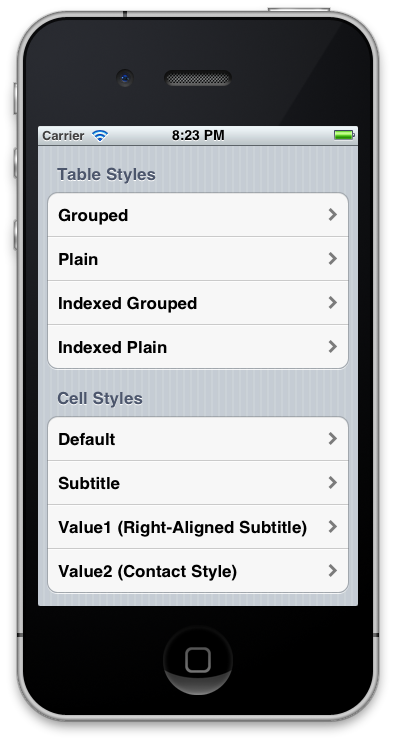 Carrier 8:23 PM
Table Styles
Grouped
Plain
Indexed Grouped
Indexed Plain
Cell Styles
Default
Subtitle
Value1 (Right-Aligned Subtitle)
Value2 (Contact Style)